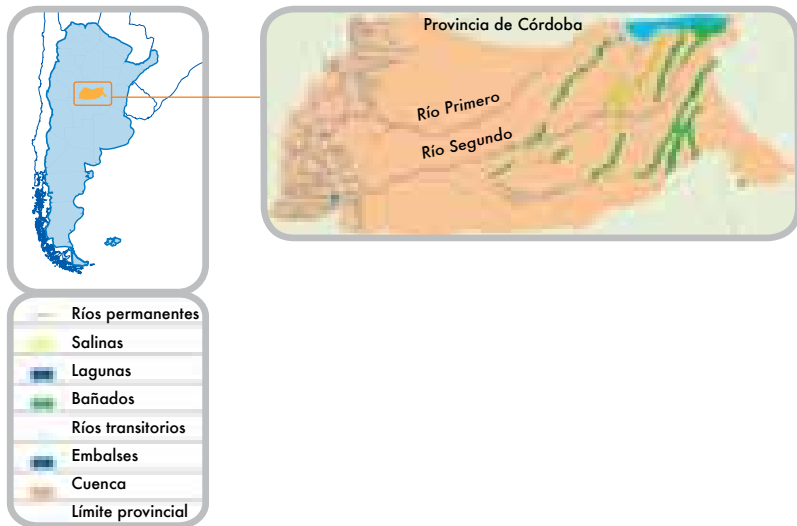 Provincia de Córdoba
Río Primero
Río Segundo
Ríos permanentes
Salinas
Lagunas
Bañados
Ríos transitorios
Embalses
Cuenca
Límite provincial